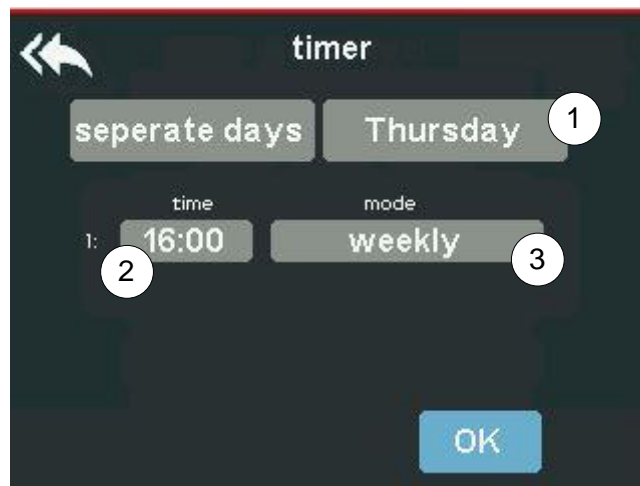 timer
seperate days Thursday 1
time mode
1: 16:00 weekly
2 3
OK